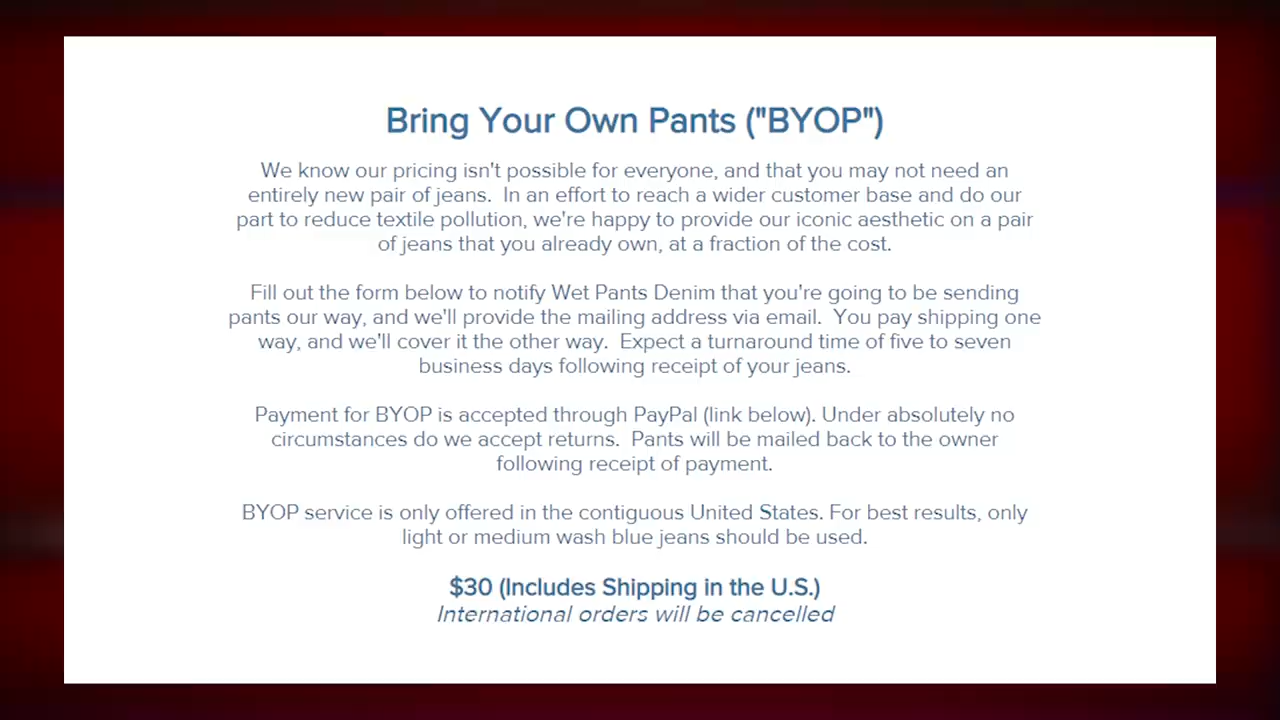 Bring Your Own Pants ("BYOP")
We know our pricing isn't possible for everyone, and that you may not need an
entirely new pair of jeans.  In an effort to reach a wider customer base and do our
part to reduce textile pollution, we're happy to provide our iconic aesthetic on a pair
of jeans that you already own, at a fraction of the cost.
Fill out the form below to notify Wet Pants Denim that you're going to be sending
pants our way, and we'll provide the mailing address via email.  You pay shipping one
way, and we'll cover it the other way.  Expect a turnaround time of five to seven
business days following receipt of your jeans.
Payment for BYOP is accepted through PayPal (link below). Under absolutely no
circumstances do we accept returns.  Pants will be mailed back to the owner
following receipt of payment.
BYOP service is only offered in the contiguous United States. For best results, only
light or medium wash blue jeans should be used.
$30 (Includes Shipping in the U.S.)
International orders will be cancelled